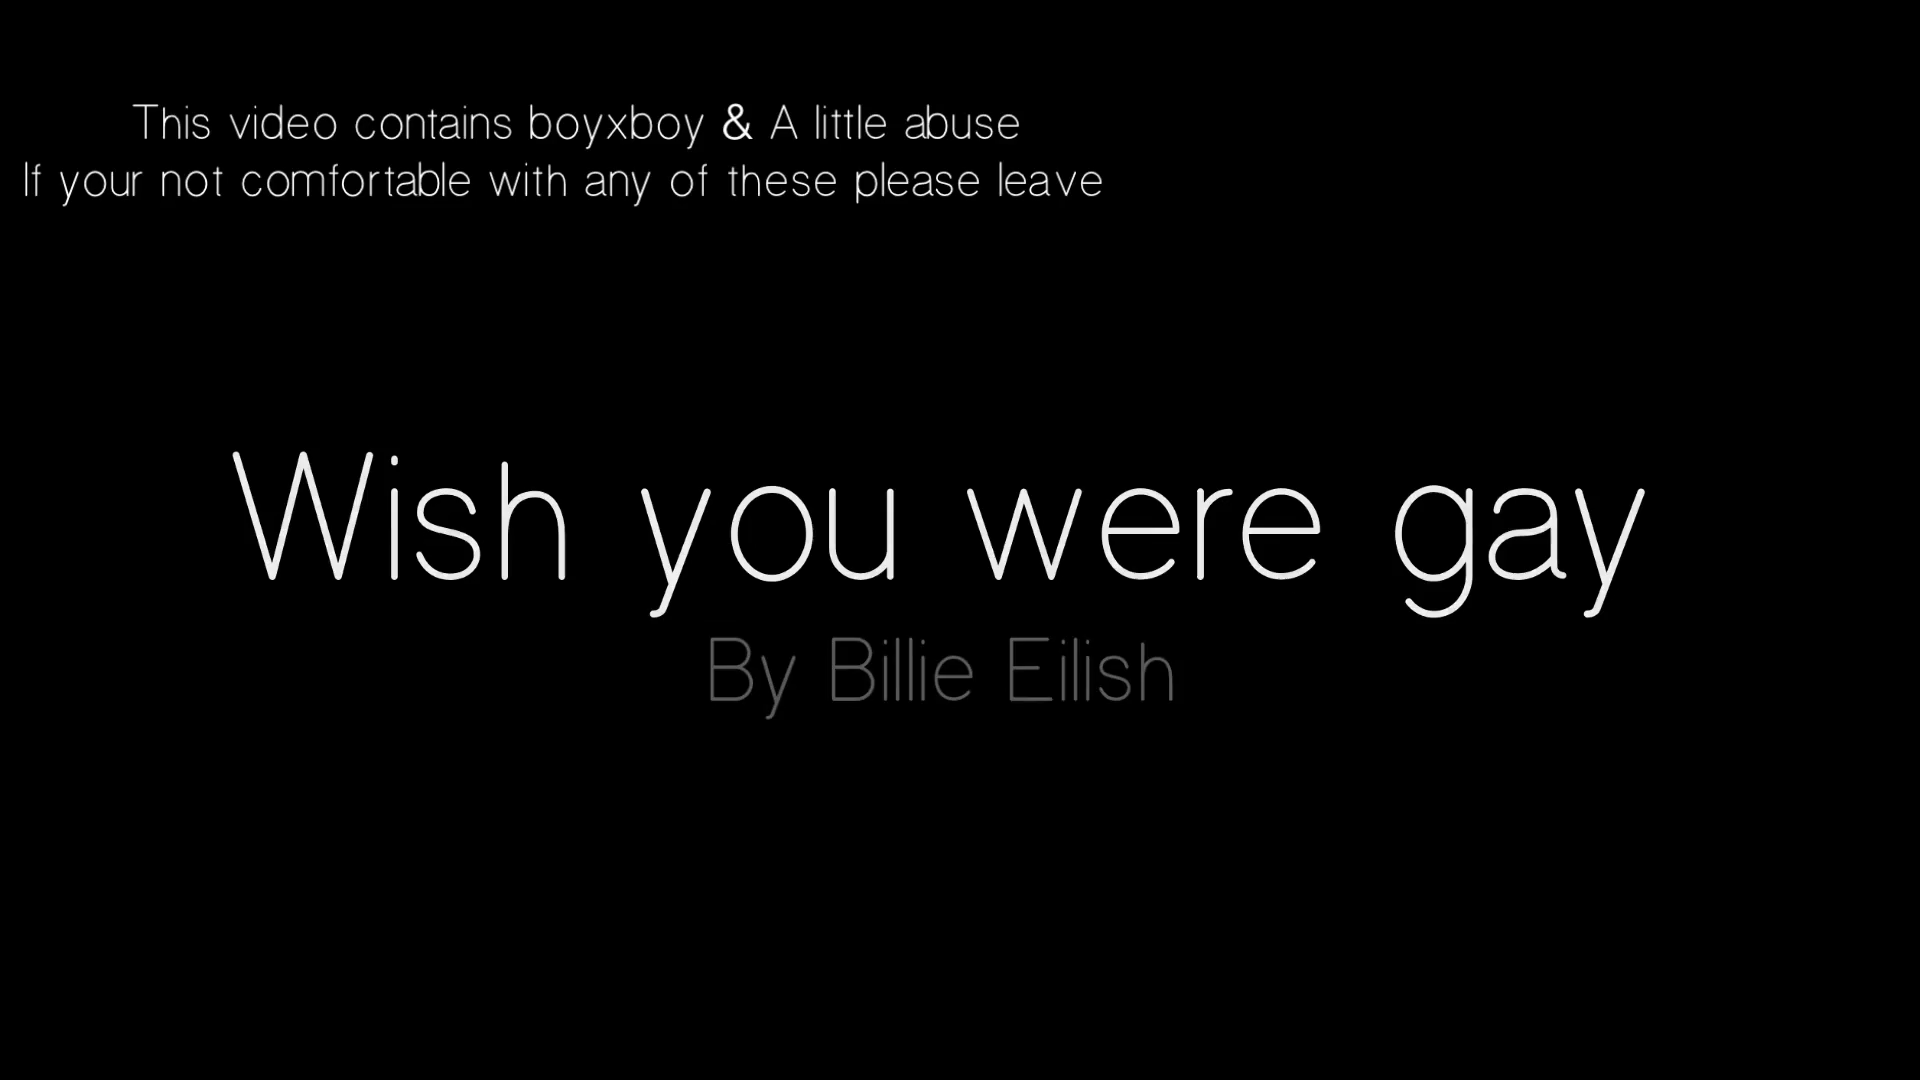 This video contains boyxboy & A little abuse
If your not comfortable with any of these please leave
Wish you were gay
By Billie Eilish